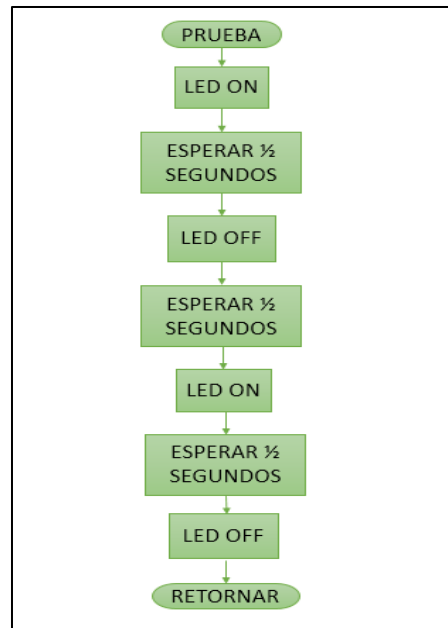 PRUEBA
LED ON
ESPERAR ½
SEGUNDOS
LED OFF
ESPERAR ½
SEGUNDOS
LED ON
ESPERAR ½
SEGUNDOS
LED OFF
RETORNAR